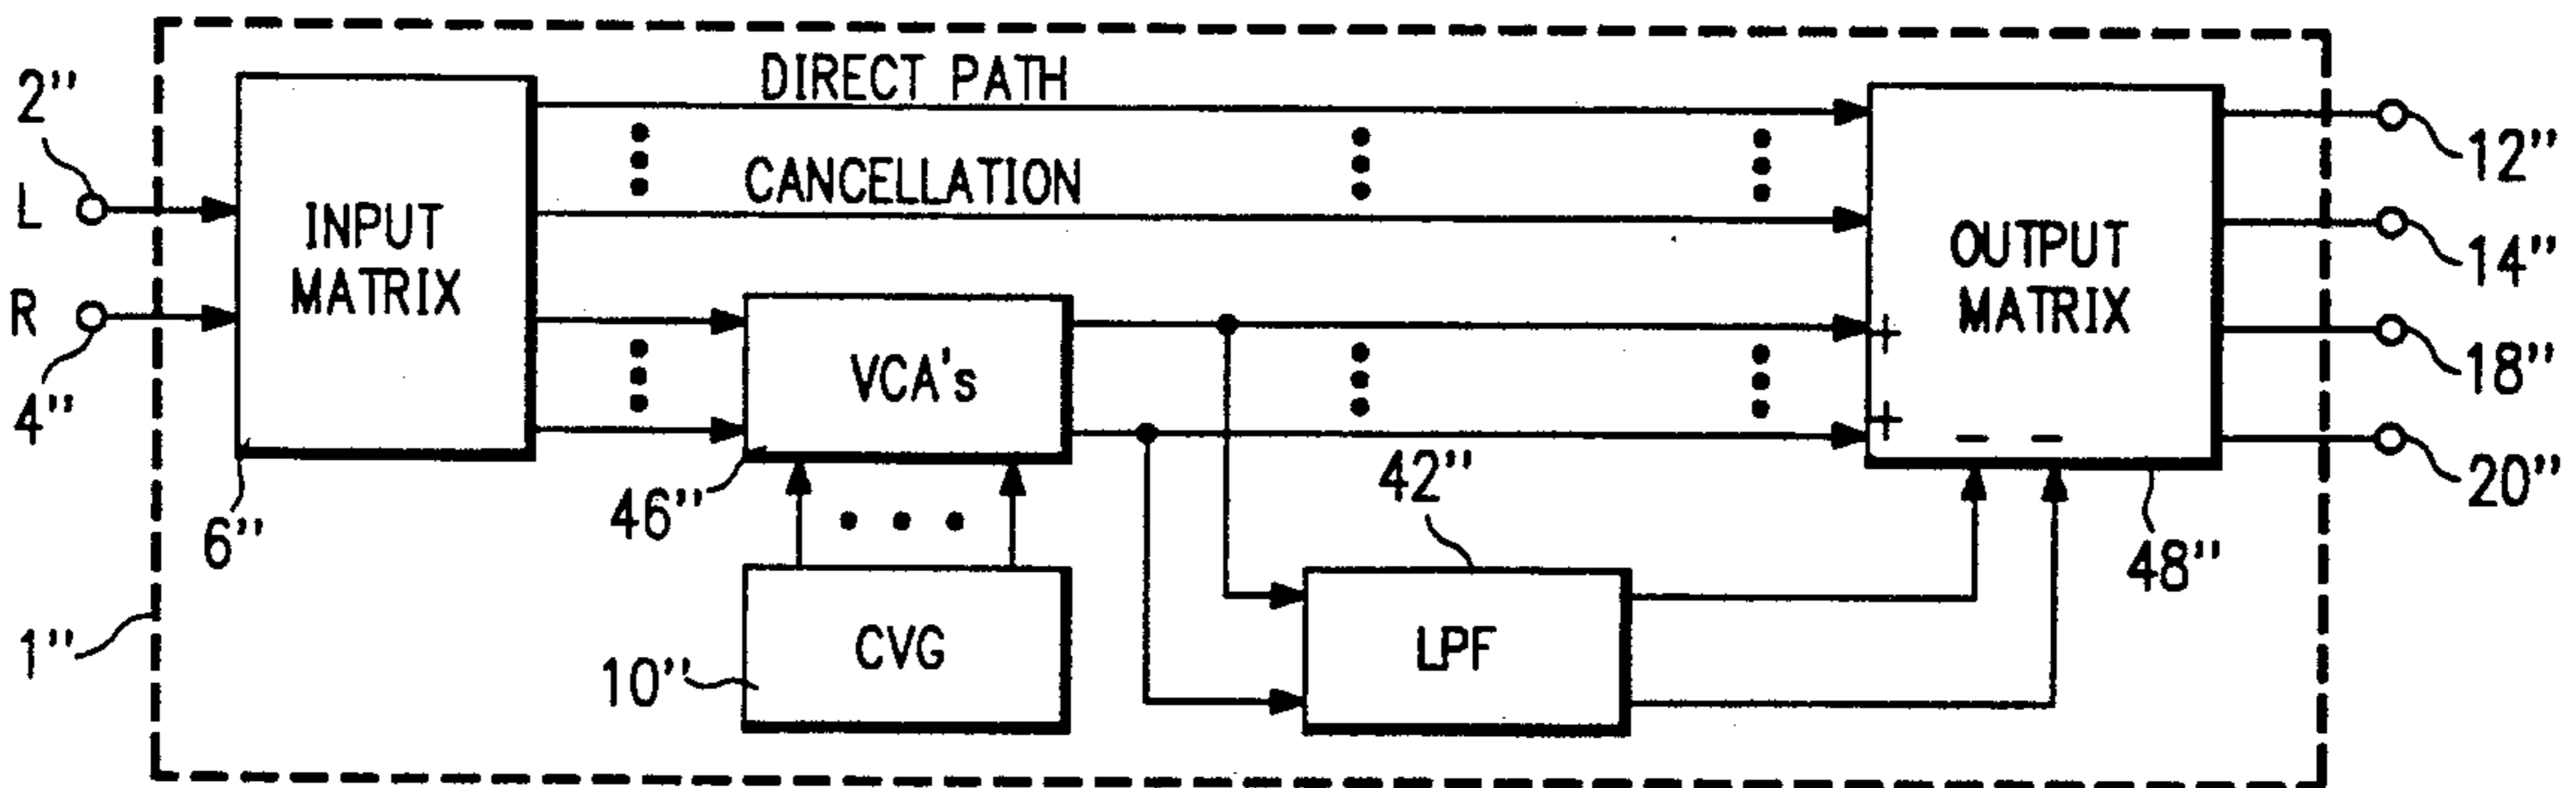 DIRECT PATH
2"
CANCELLATION
12"
L
INPUT
MATRIX
OUTPUT
MATRIX
14"
R
+
VCA's
18"
4"
+
- -
42"
20"
46"
6"
48"
1"
10"
CVG
LPF